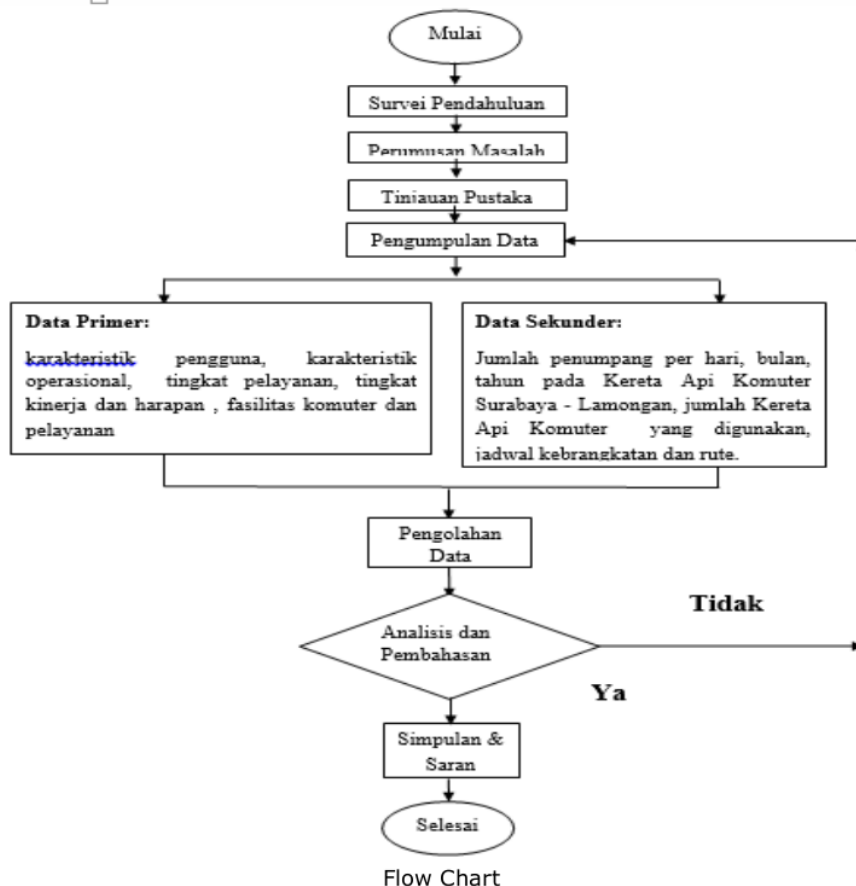 Mulai
Survei Pendahuluan
Perumusan Masalah
Tinjauan Pustaka
Pengumpulan Data
Data Primer:
karakteristik pengguna, karakteristik
operasional, tingkat pelayanan, tingkat
kinerja dan harapan , fasilitas komuter dan
pelayanan
Data Sekunder:
Jumlah penumpang per hari, bulan,
tahun pada Kereta Api Komuter
Surabaya - Lamongan, jumlah Kereta
Api Komuter yang digunakan,
jadwal kebrangkatan dan rute.
Pengolahan
Data
Analisis dan
Pembahasan
Tidak
Ya
Simpulan &
Saran
Selesai
Flow Chart